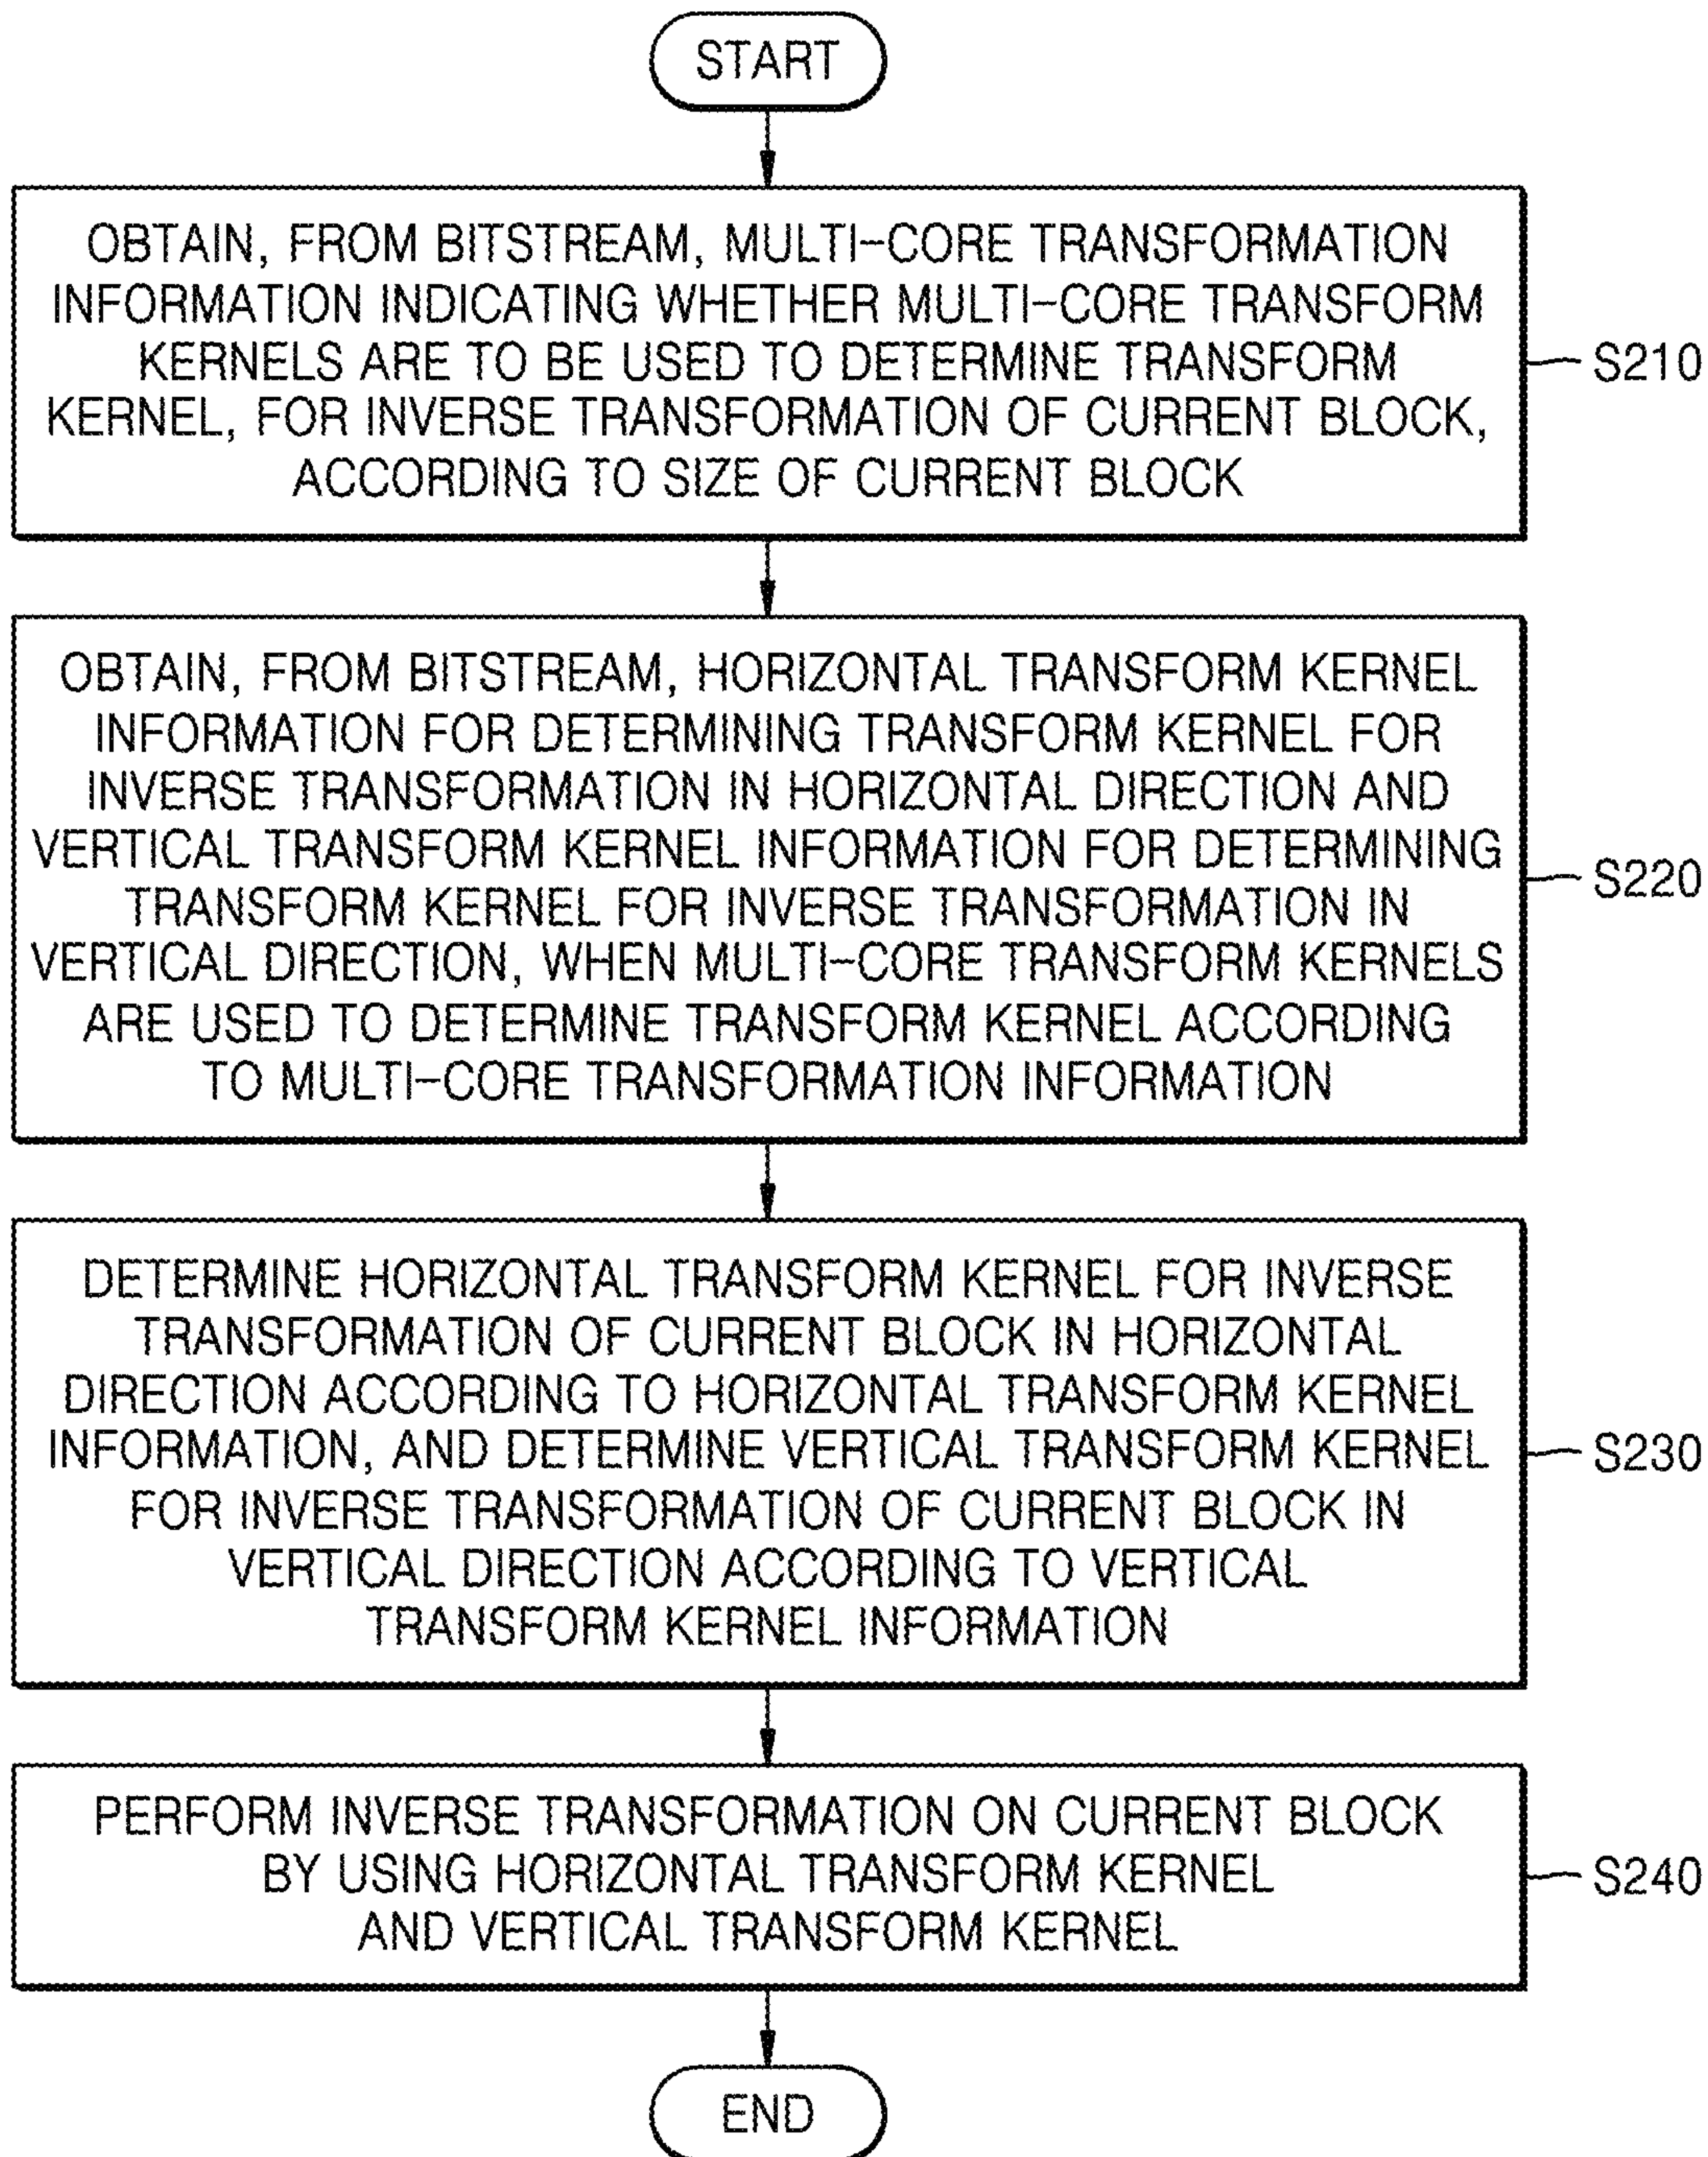 START
OBTAIN, FROM BITSTREAM, MULTI-CORE TRANSFORMATION
INFORMATION INDICATING WHETHER MULTI-CORE TRANSFORM
KERNELS ARE TO BE USED TO DETERMINE TRANSFORM
KERNEL, FOR INVERSE TRANSFORMATION OF CURRENT BLOCK,
ACCORDING TO SIZE OF CURRENT BLOCK
S210
OBTAIN, FROM BITSTREAM, HORIZONTAL TRANSFORM KERNEL
INFORMATION FOR DETERMINING TRANSFORM KERNEL FOR
INVERSE TRANSFORMATION IN HORIZONTAL DIRECTION AND
VERTICAL TRANSFORM KERNEL INFORMATION FOR DETERMINING
TRANSFORM KERNEL FOR INVERSE TRANSFORMATION IN
VERTICAL DIRECTION, WHEN MULTI-CORE TRANSFORM KERNELS
ARE USED TO DETERMINE TRANSFORM KERNEL ACCORDING
TO MULTI-CORE TRANSFORMATION INFORMATION
S220
DETERMINE HORIZONTAL TRANSFORM KERNEL FOR INVERSE
TRANSFORMATION OF CURRENT BLOCK IN HORIZONTAL
DIRECTION ACCORDING TO HORIZONTAL TRANSFORM KERNEL
INFORMATION, AND DETERMINE VERTICAL TRANSFORM KERNEL
FOR INVERSE TRANSFORMATION OF CURRENT BLOCK IN
VERTICAL DIRECTION ACCORDING TO VERTICAL
TRANSFORM KERNEL INFORMATION
S230
PERFORM INVERSE TRANSFORMATION ON CURRENT BLOCK
BY USING HORIZONTAL TRANSFORM KERNEL
AND VERTICAL TRANSFORM KERNEL
S240
END